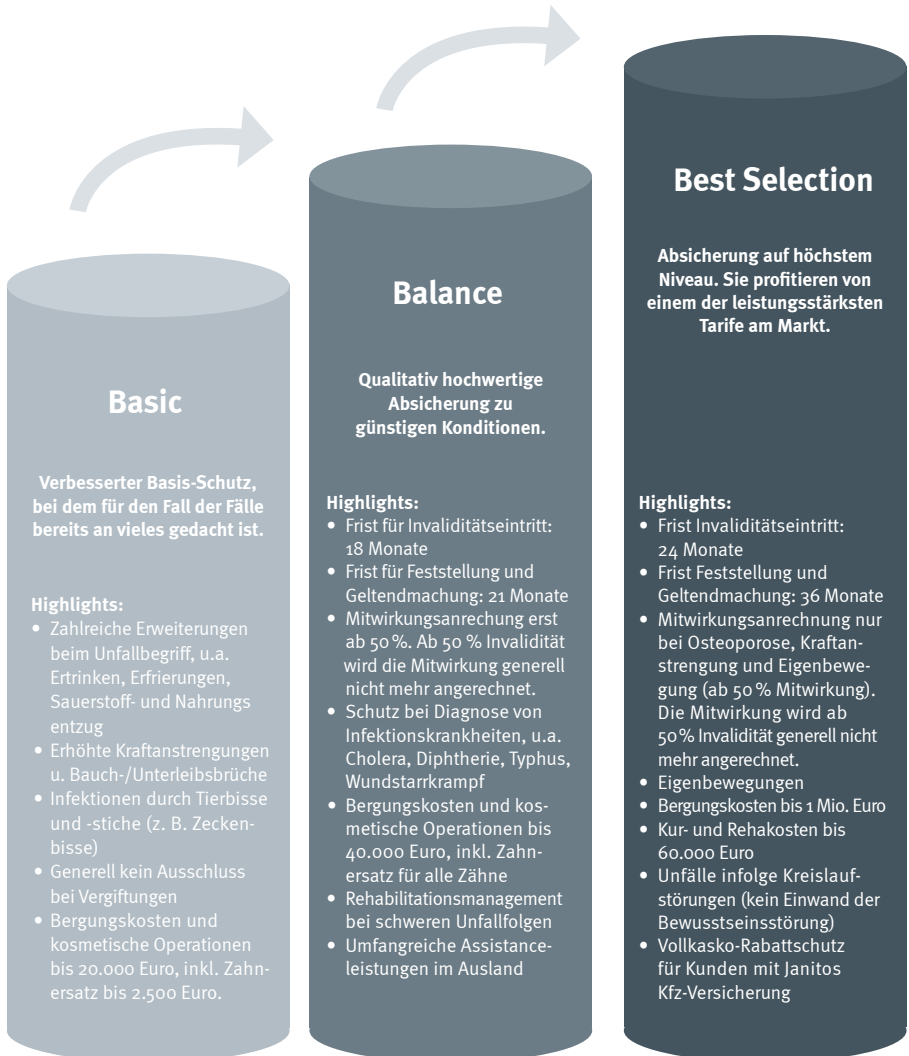 Basic
Verbesserter Basis-Schutz,
bei dem für den Fall der Fälle
bereits an vieles gedacht ist.
Highlights:
• Zahlreiche Erweiterungen
beim Unfallbegriff, u.a.
Ertrinken, Erfrierungen,
Sauerstoff- und Nahrungs
entzug
• Erhöhte Kraftanstrengungen
u. Bauch-/Unterleibsbrüche
• Infektionen durch Tierbisse
und -stiche (z. B. Zecken-
bisse)
• Generell kein Ausschluss
bei Vergiftungen
• Bergungskosten und
kosmetische Operationen
bis 20.000 Euro, inkl. Zahn-
ersatz bis 2.500 Euro.
Balance
Qualitativ hochwertige
Absicherung zu
günstigen Konditionen.
Highlights:
• Frist für Invaliditätseintritt:
18 Monate
• Frist für Feststellung und
Geltendmachung: 21 Monate
• Mitwirkungsanrechung erst
ab 50 %. Ab 50 % Invalidität
wird die Mitwirkung generell
nicht mehr angerechnet.
• Schutz bei Diagnose von
Infektionskrankheiten, u.a.
Cholera, Diphtherie, Typhus,
Wundstarrkrampf
• Bergungskosten und kos-
metische Operationen bis
40.000 Euro, inkl. Zahn-
ersatz für alle Zähne
• Rehabilitationsmanagement
bei schweren Unfallfolgen
• Umfangreiche Assistance-
leistungen im Ausland
Best Selection
Absicherung auf höchstem
Niveau. Sie profitieren von
einem der leistungsstärksten
Tarife am Markt.
Highlights:
• Frist Invaliditätseintritt:
24 Monate
• Frist Feststellung und
Geltendmachung: 36 Monate
• Mitwirkungsanrechnung nur
bei Osteoporose, Kraftan-
strengung und Eigenbewe-
gung (ab 50 % Mitwirkung).
Die Mitwirkung wird ab
50 % Invalidität generell nicht
mehr angerechnet.
• Eigenbewegungen
• Bergungskosten bis 1 Mio. Euro
• Kur- und Rehakosten bis
60.000 Euro
• Unfälle infolge Kreislauf-
störungen (kein Einwand der
Bewusstseinsstörung)
• Vollkasko-Rabattschutz
für Kunden mit Janitos
Kfz-Versicherung